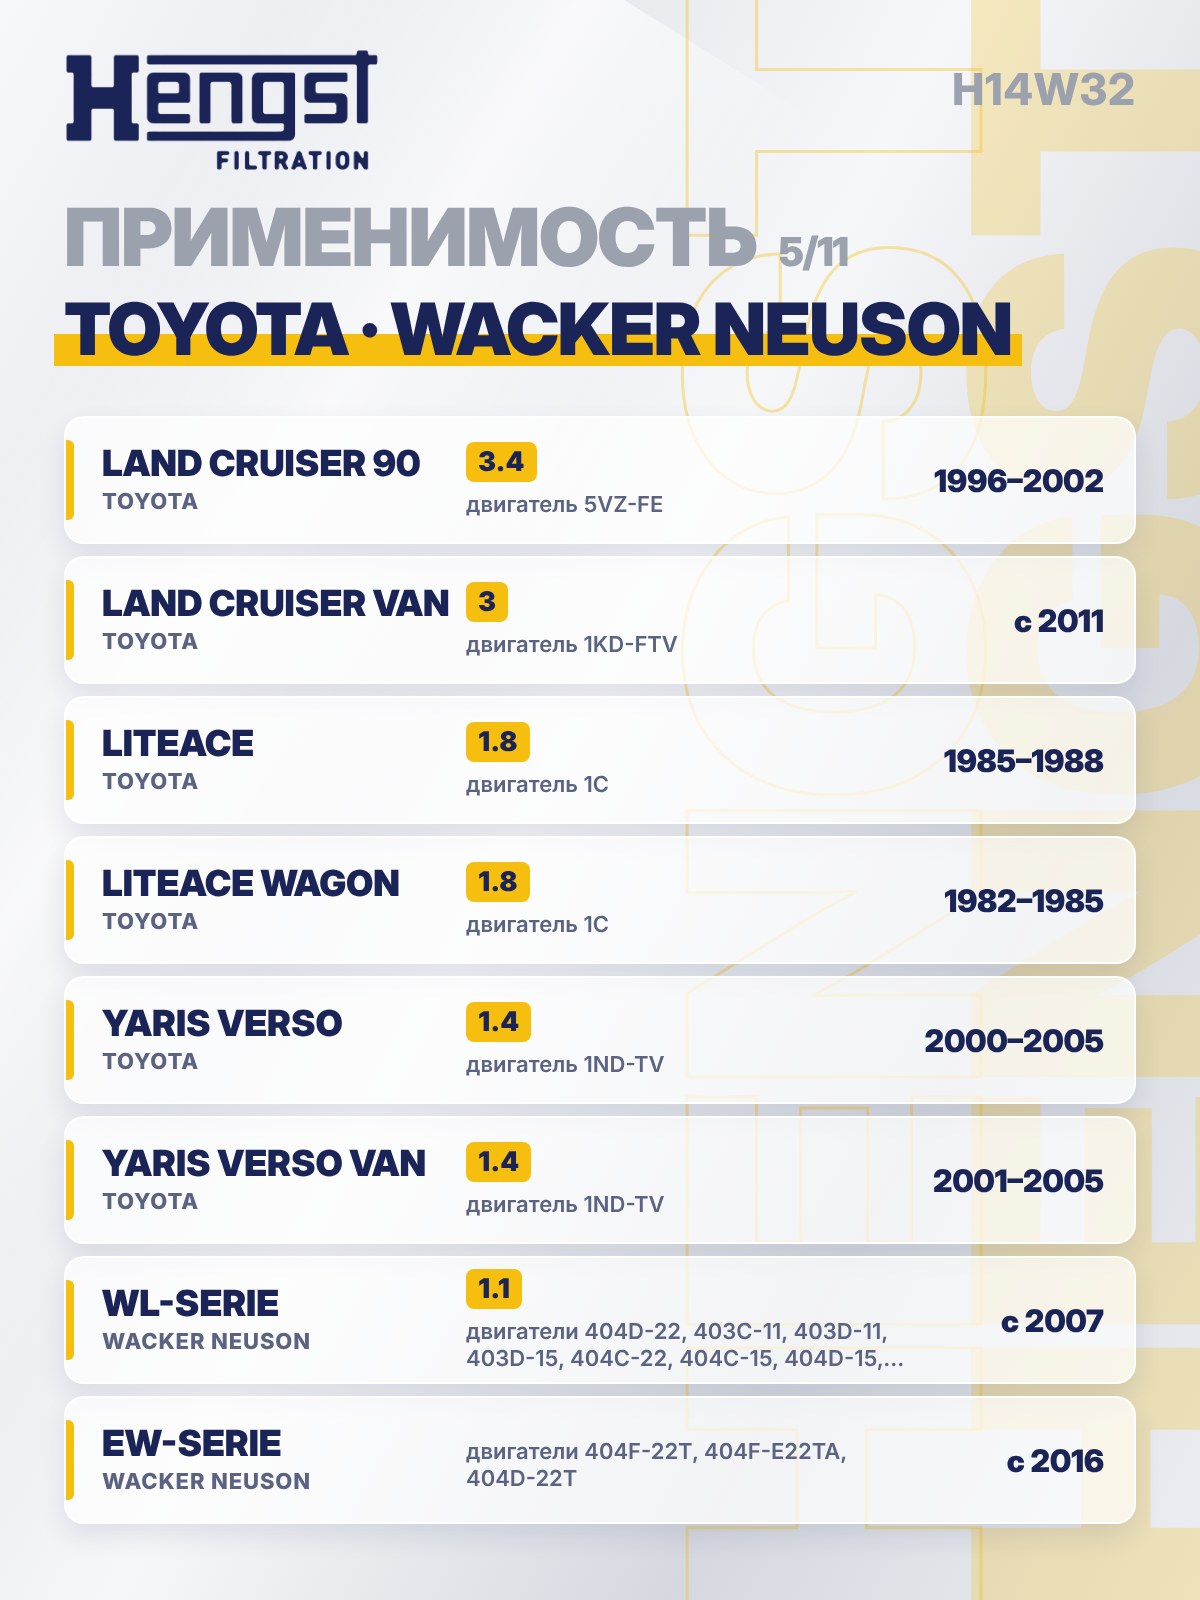 Hengst
FILTRATION
H14W32
ПРИМЕНИМОСТЬ 5/11
TOYOTA · WACKER NEUSON
LAND CRUISER 90
TOYOTA
3.4
двигатель 5VZ-FE
1996–2002
LAND CRUISER VAN
TOYOTA
3
двигатель 1KD-FTV
с 2011
LITEACE
TOYOTA
1.8
двигатель 1C
1985–1988
LITEACE WAGON
TOYOTA
1.8
двигатель 1C
1982–1985
YARIS VERSO
TOYOTA
1.4
двигатель 1ND-TV
2000–2005
YARIS VERSO VAN
TOYOTA
1.4
двигатель 1ND-TV
2001–2005
WL-SERIE
WACKER NEUSON
1.1
двигатели 404D-22, 403C-11, 403D-11,
403D-15, 404C-22, 404C-15, 404D-15,...
с 2007
EW-SERIE
WACKER NEUSON
двигатели 404F-22T, 404F-E22TA,
404D-22T
с 2016
HENGST
HENGST